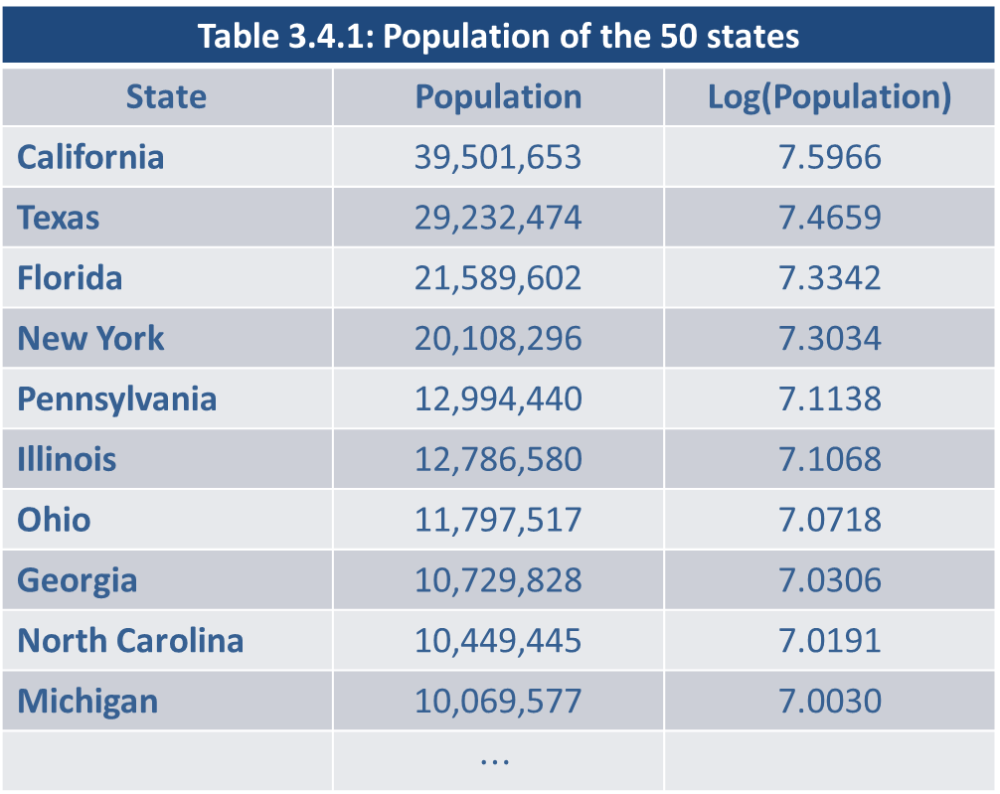 Table 3.4.1: Population of the 50 states
State Population Log(Population)
California 39,501,653 7.5966
Texas 29,232,474 7.4659
Florida 21,589,602 7.3342
New York 20,108,296 7.3034
Pennsylvania 12,994,440 7.1138
Illinois 12,786,580 7.1068
Ohio 11,797,517 7.0718
Georgia 10,729,828 7.0306
North Carolina 10,449,445 7.0191
Michigan 10,069,577 7.0030
...